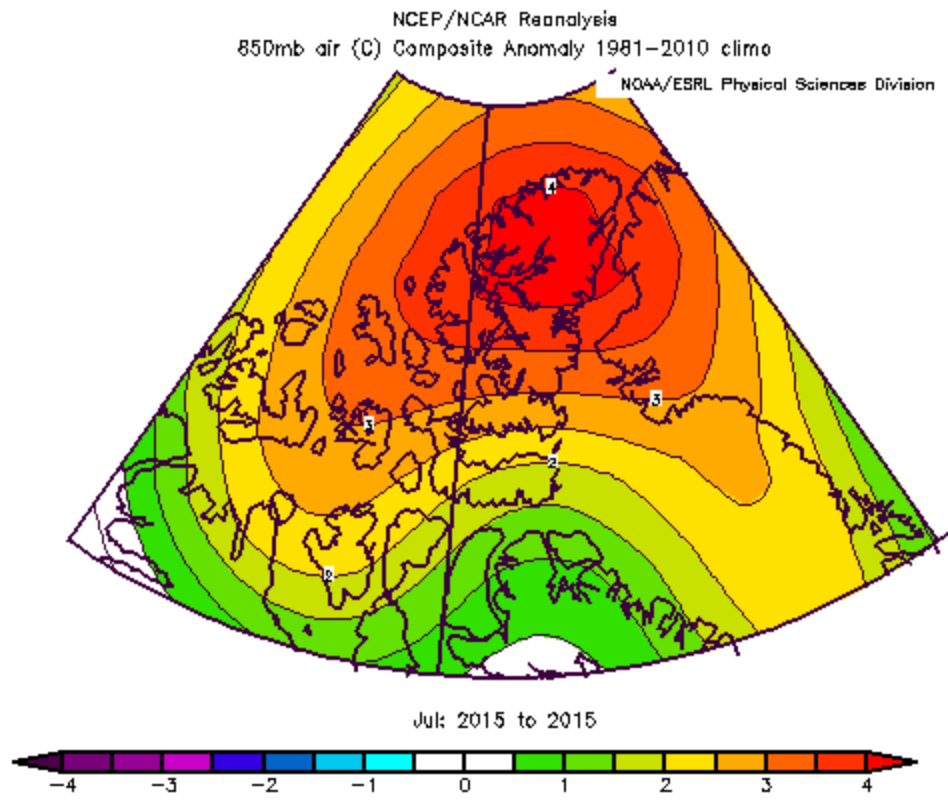 NCEP/NCAR Reanalysis
850mb air (C) Composite Anomaly 1981-2010 climo
NOAA/ESRL Physical Sciences Division
4
3
3
2
2
Jul: 2015 to 2015
-4 -3 -2 -1 0 1 2 3 4